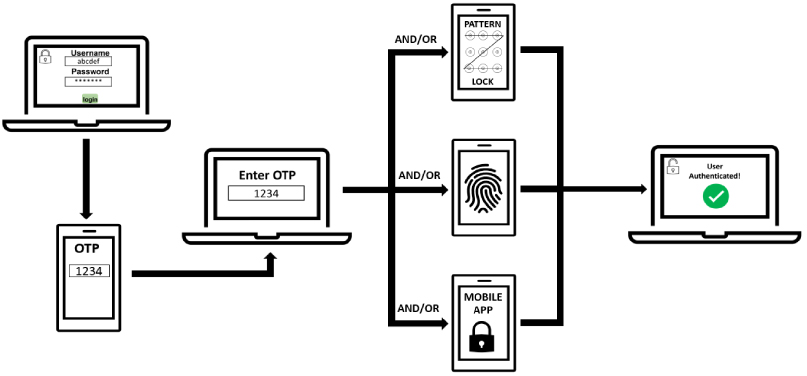 Username
abcdef
Password
*******
login
OTP
1234
Enter OTP
1234
AND/OR
PATTERN
LOCK
AND/OR
AND/OR
MOBILE
APP
User
Authenticated!